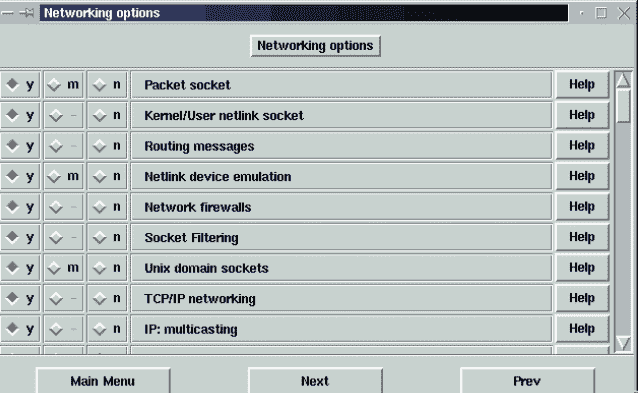 Networking options
Networking options
y m n Packet socket Help
y - n Kernel/User netlink socket Help
y - n Routing messages Help
y m n Netlink device emulation Help
y - n Network firewalls Help
y - n Socket Filtering Help
y m n Unix domain sockets Help
y - n TCP/IP networking Help
y - n IP: multicasting Help
Main Menu Next Prev